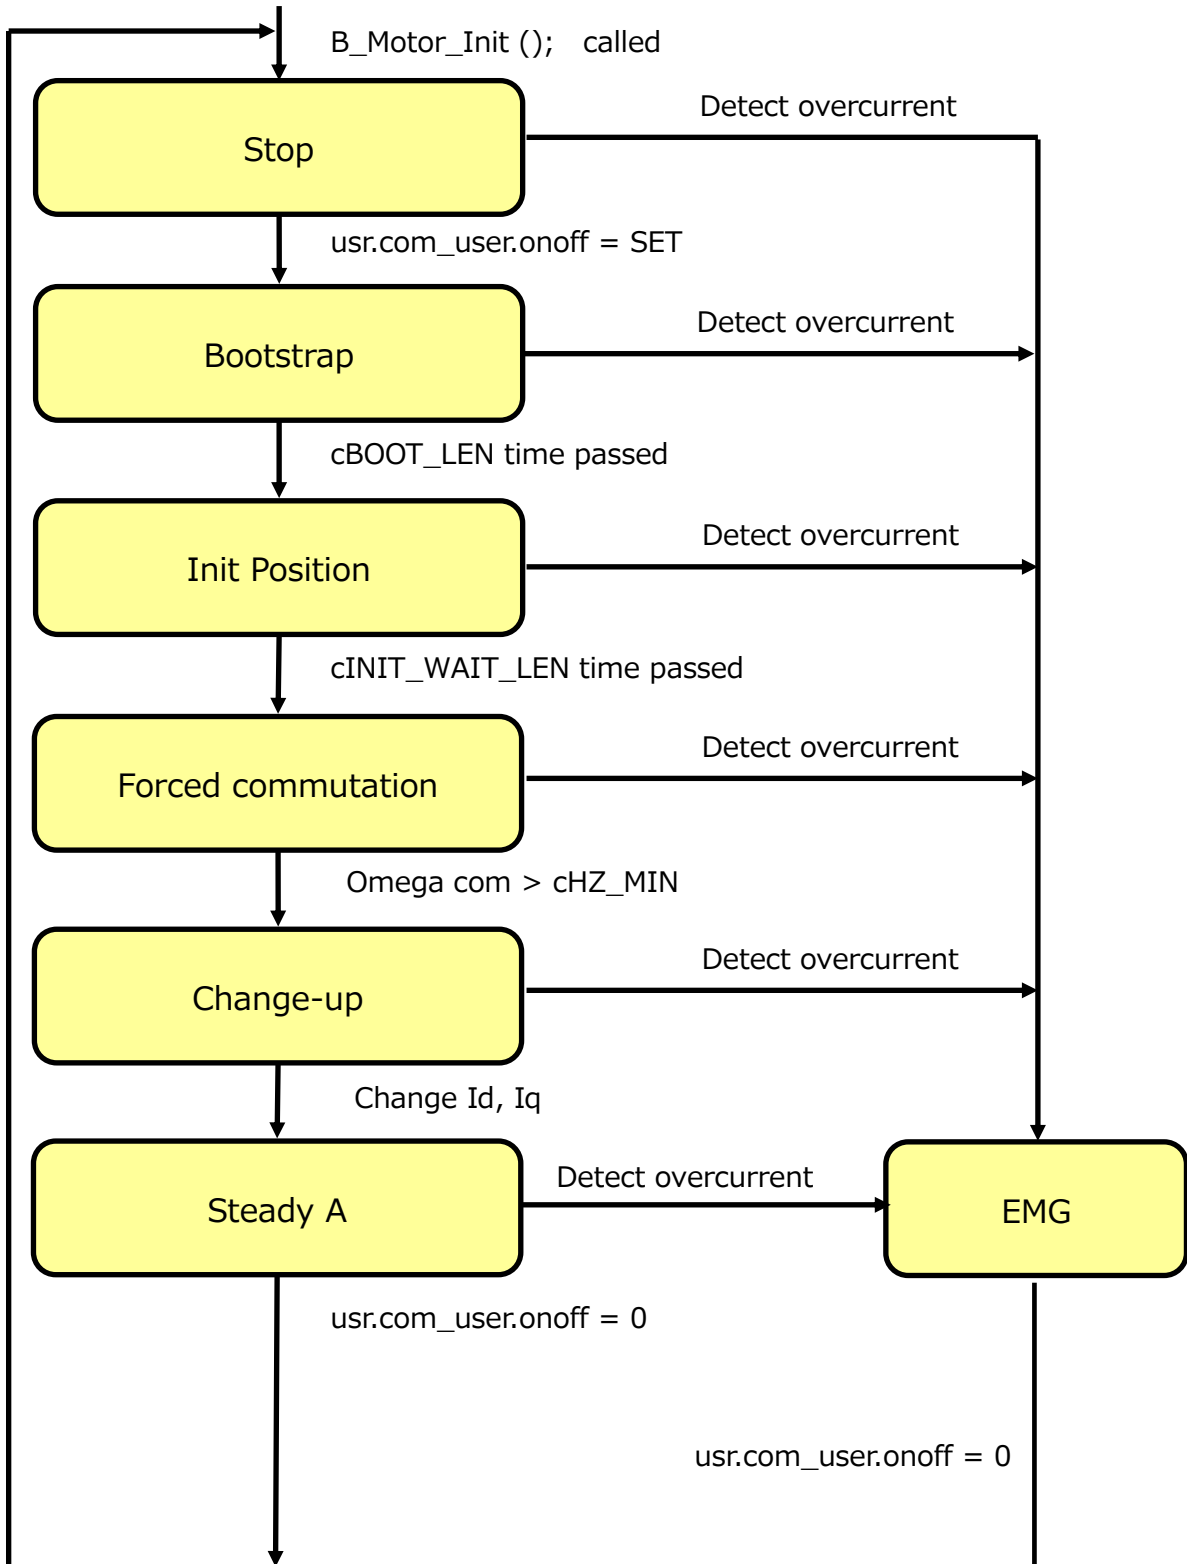 B_Motor_Init (); called
Stop
Detect overcurrent
usr.com_user.onoff = SET
Bootstrap
Detect overcurrent
cBOOT_LEN time passed
Init Position
Detect overcurrent
cINIT_WAIT_LEN time passed
Forced commutation
Detect overcurrent
Omega com > cHZ_MIN
Change-up
Detect overcurrent
Change Id, Iq
Steady A
Detect overcurrent
EMG
usr.com_user.onoff = 0
usr.com_user.onoff = 0